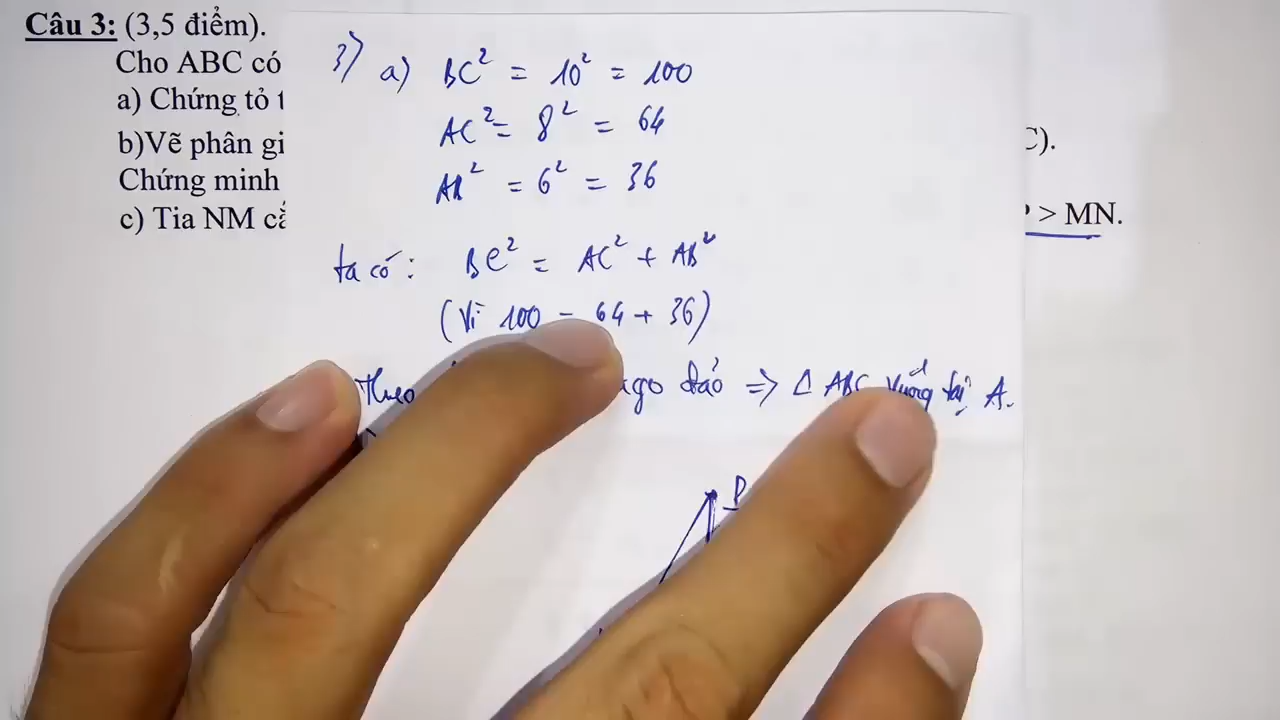 Câu 3: (3,5 điểm).
Cho ABC có
a) Chứng tỏ
b)Vẽ phân gi
C).
Chứng minh
c) Tia NM cắ
> MN.
3) a) BC² = 10² = 100
AC² = 8² = 64
AB² = 6² = 36
ta có: BC² = AC² + AB²
(Vì 100 = 64 + 36)
Theo ago đảo => Δ ABC vuông tại A.
P